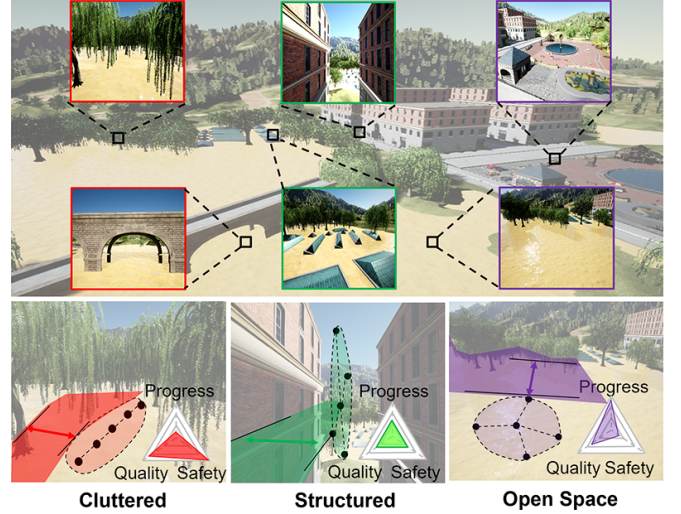 Progress
Quality Safety
Progress
Quality Safety
Progress
Quality Safety
Cluttered
Structured
Open Space